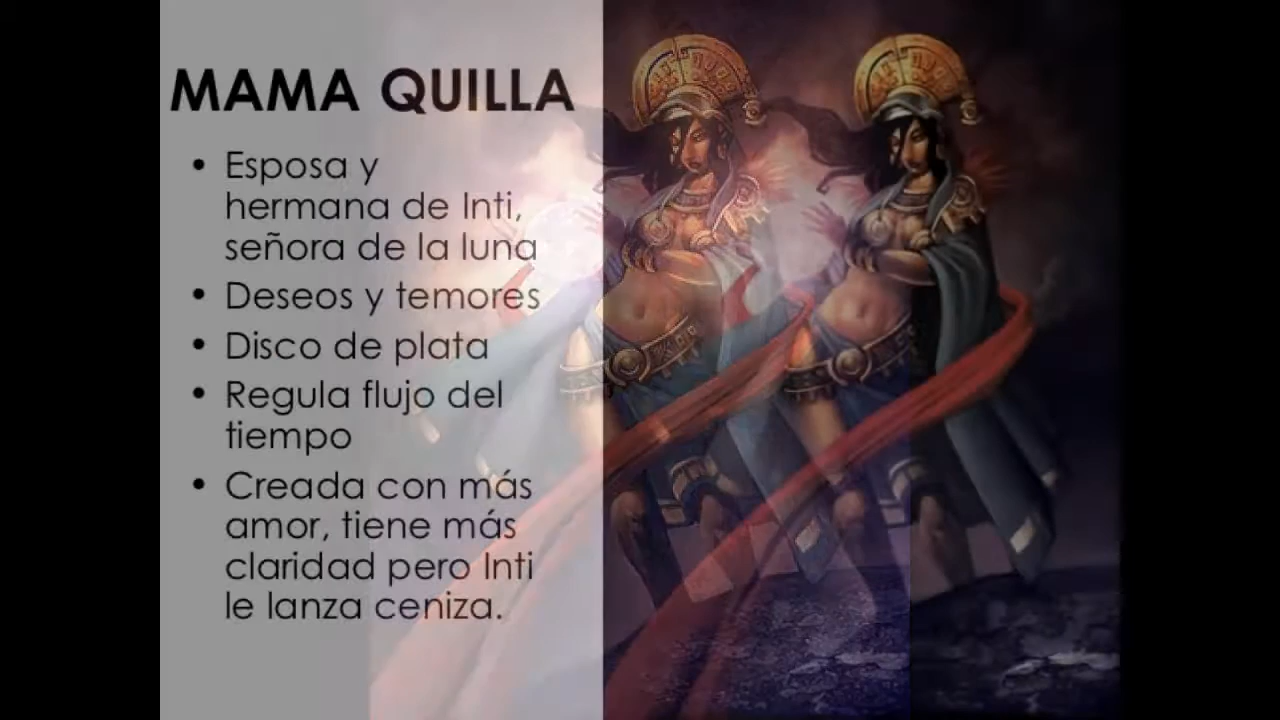 MAMA QUILLA
• Esposa y
hermana de Inti,
señora de la luna
• Deseos y temores
• Disco de plata
• Regula flujo del
tiempo
• Creada con más
amor, tiene más
claridad pero Inti
le lanza ceniza.